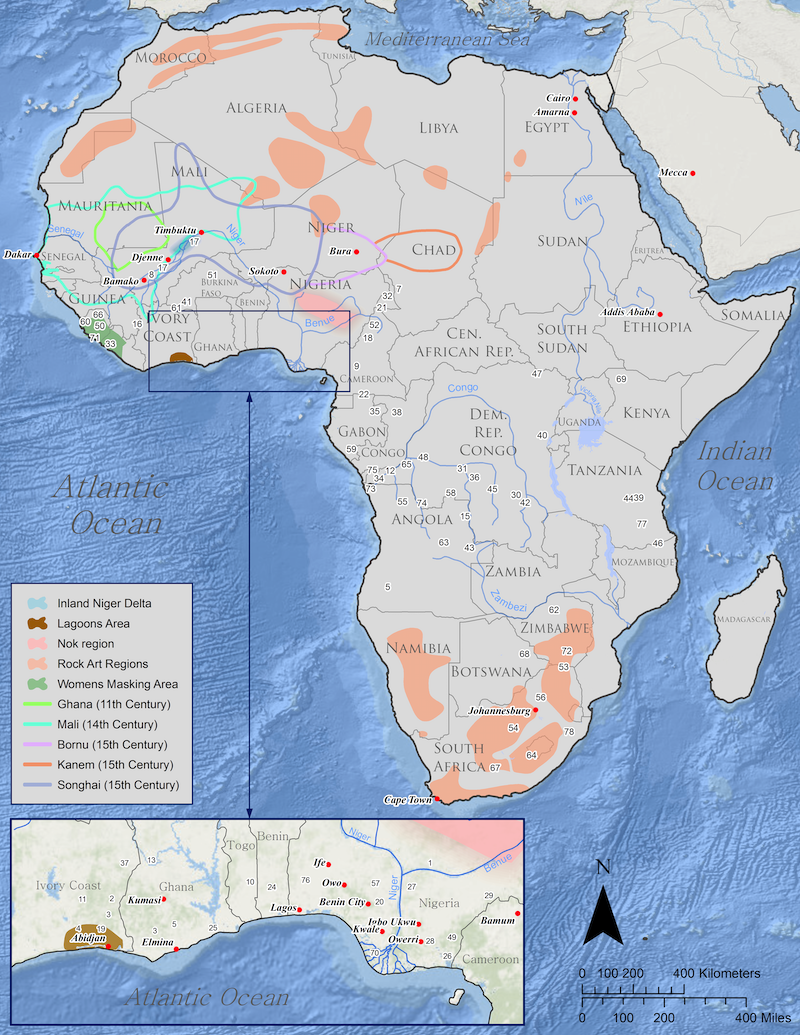 Mediterranean Sea
MOROCCO
TUNISIA
ALGERIA
LIBYA
EGYPT
Cairo
Amarna
Mecca
MALI
MAURITANIA
Nile
Senegal
Timbuktu
17
Niger
NIGER
CHAD
SUDAN
ERITREA
Dakar
SENEGAL
Djenne
17
Bura
Sokoto
Bamako
8
51
BURKINA
FASO
BENIN
NIGERIA
7
32
21
GUINEA
41
61
66
60
50
16
IVORY
COAST
GHANA
Benue
52
18
71
33
CEN.
AFRICAN REP.
SOUTH
SUDAN
Addis Ababa
ETHIOPIA
SOMALIA
9
CAMEROON
22
47
69
35
38
Congo
DEM.
REP.
CONGO
UGANDA
KENYA
GABON
CONGO
59
40
Indian
Ocean
75
12
65
48
34
73
31
36
TANZANIA
55
74
58
45
30
42
4439
Atlantic
Ocean
ANGOLA
15
77
63
43
46
MOZAMBIQUE
ZAMBIA
5
Zambezi
62
MADAGASCAR
NAMIBIA
ZIMBABWE
68
72
BOTSWANA
53
56
Johannesburg
54
78
SOUTH
AFRICA
64
67
Cape Town
Inland Niger Delta
Lagoons Area
Nok region
Rock Art Regions
Womens Masking Area
Ghana (11th Century)
Mali (14th Century)
Bornu (15th Century)
Kanem (15th Century)
Songhai (15th Century)
Togo
Benin
Niger
Benue
37
13
Ife
1
Ivory Coast
Ghana
10
24
76
Owo
57
27
11
2
Kumasi
Benin City
20
Niger
Nigeria
29
Lagos
Igbo Ukwu
Bamum
4
19
3
5
25
Kwale
Abidjan
Elmina
Owerri
28
49
70
26
Cameroon
Atlantic Ocean
N
0 100 200 400 Kilometers
0 100 200 400 Miles